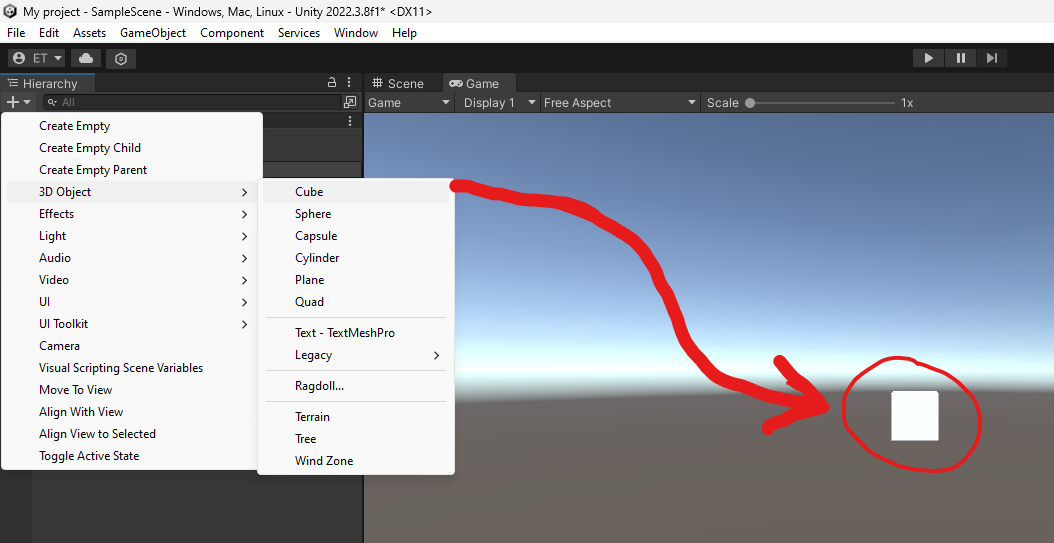 My project - SampleScene - Windows, Mac, Linux - Unity 2022.3.8f1* <DX11>
File Edit Assets GameObject Component Services Window Help
ET
Hierarchy
Scene
Game
All
Game
Display 1
Free Aspect
Scale
1x
Create Empty
Create Empty Child
Create Empty Parent
3D Object
Effects
Light
Audio
Video
UI
UI Toolkit
Camera
Visual Scripting Scene Variables
Move To View
Align With View
Align View to Selected
Toggle Active State
Cube
Sphere
Capsule
Cylinder
Plane
Quad
Text - TextMeshPro
Legacy
Ragdoll...
Terrain
Tree
Wind Zone